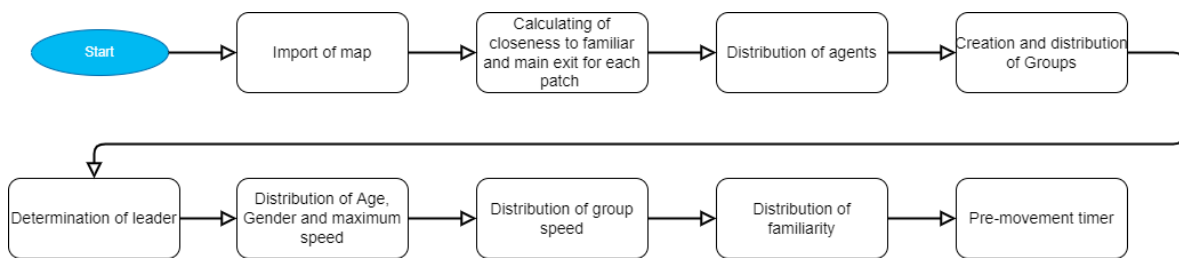 Start
Import of map
Calculating of
closeness to familiar
and main exit for each
patch
Distribution of agents
Creation and distribution
of Groups
Determination of leader
Distribution of Age,
Gender and maximum
speed
Distribution of group
speed
Distribution of
familiarity
Pre-movement timer